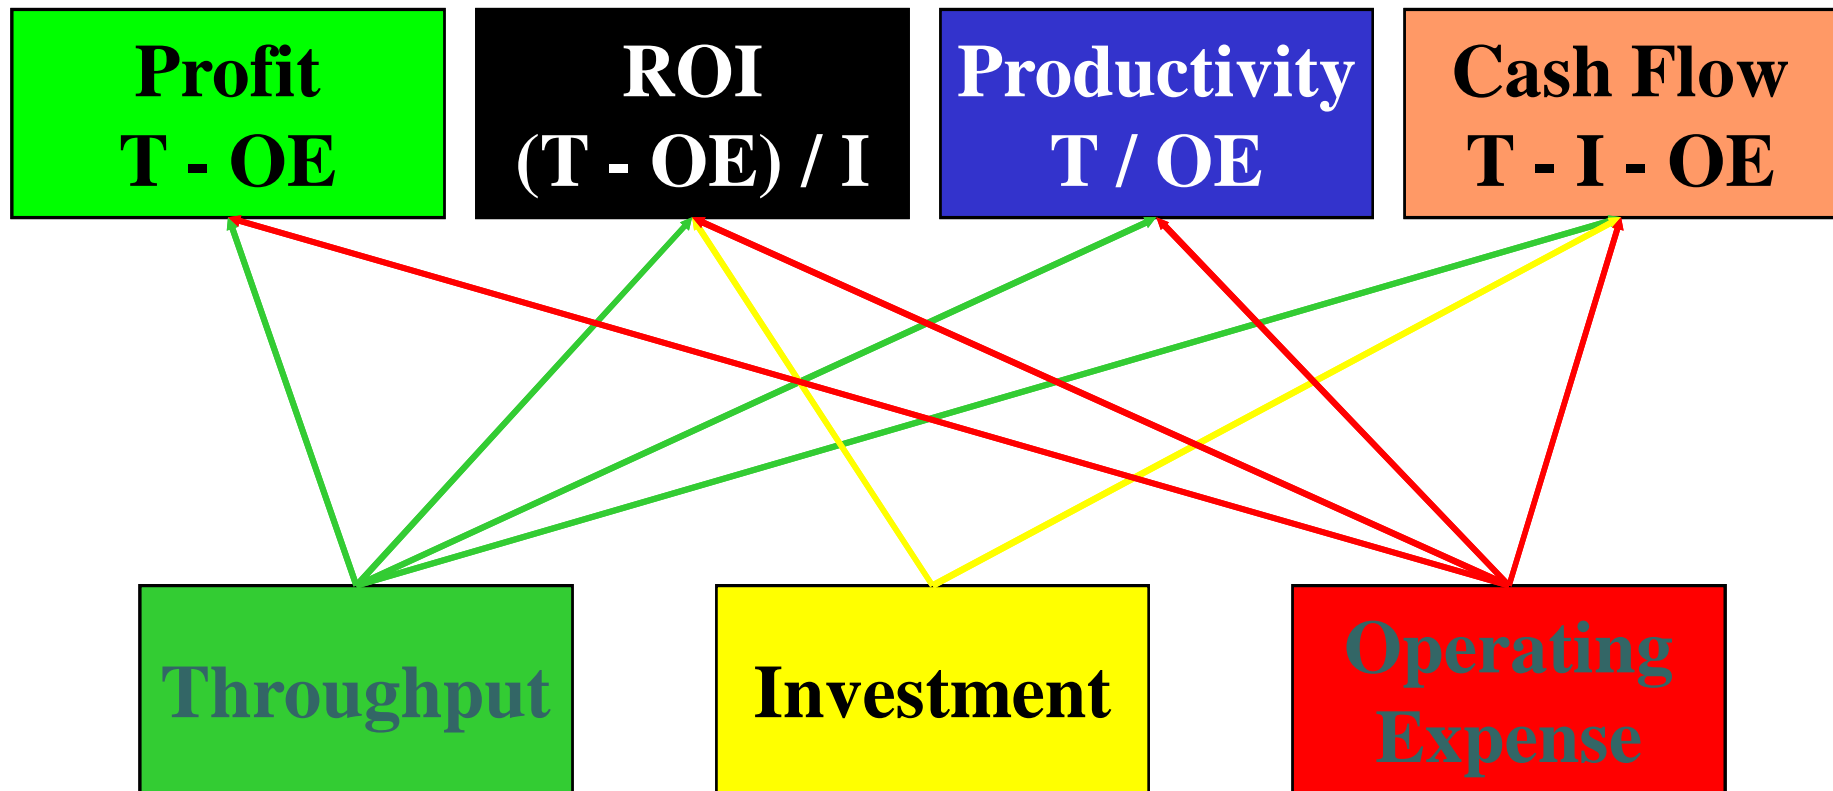 Profit
T - OE
ROI
(T - OE) / I
Productivity
T / OE
Cash Flow
T - I - OE
Throughput
Investment
Operating
Expense